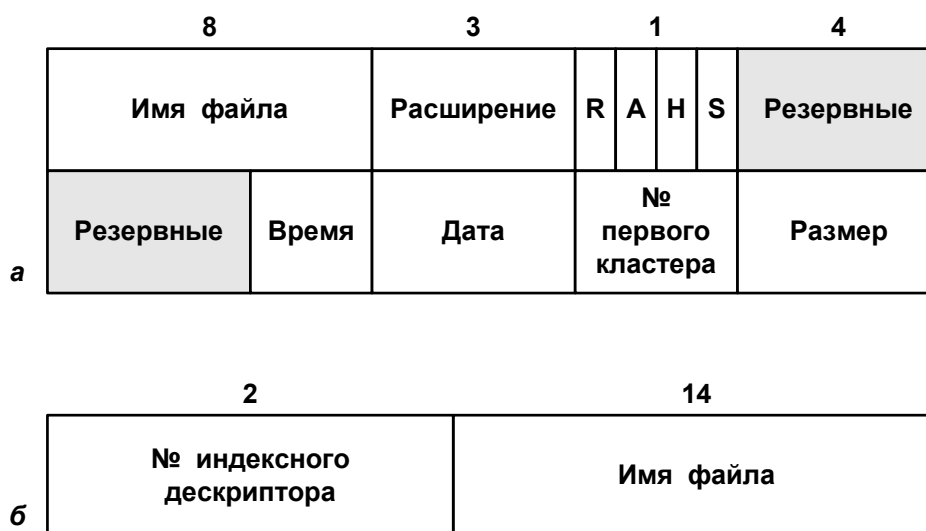 8 3 1 4
Имя файла Расширение R A H S Резервные
Резервные Время Дата № первого кластера Размер
а
2 14
№ индексного дескриптора Имя файла
б